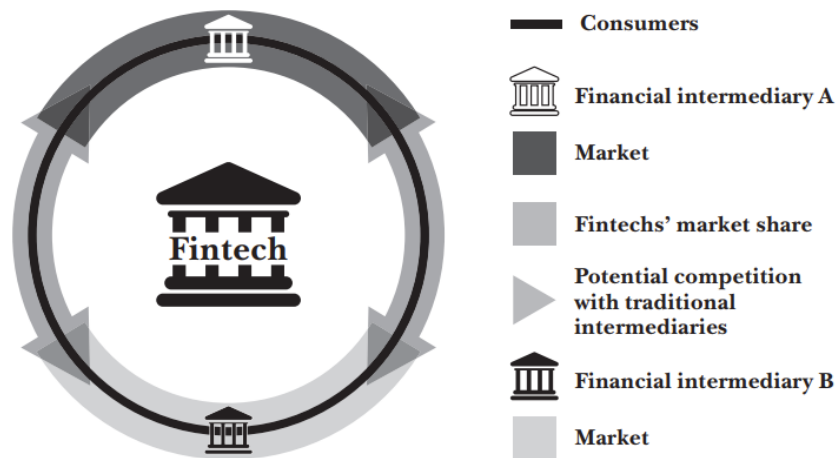 Fintech
Consumers
Financial intermediary A
Market
Fintechs' market share
Potential competition
with traditional
intermediaries
Financial intermediary B
Market